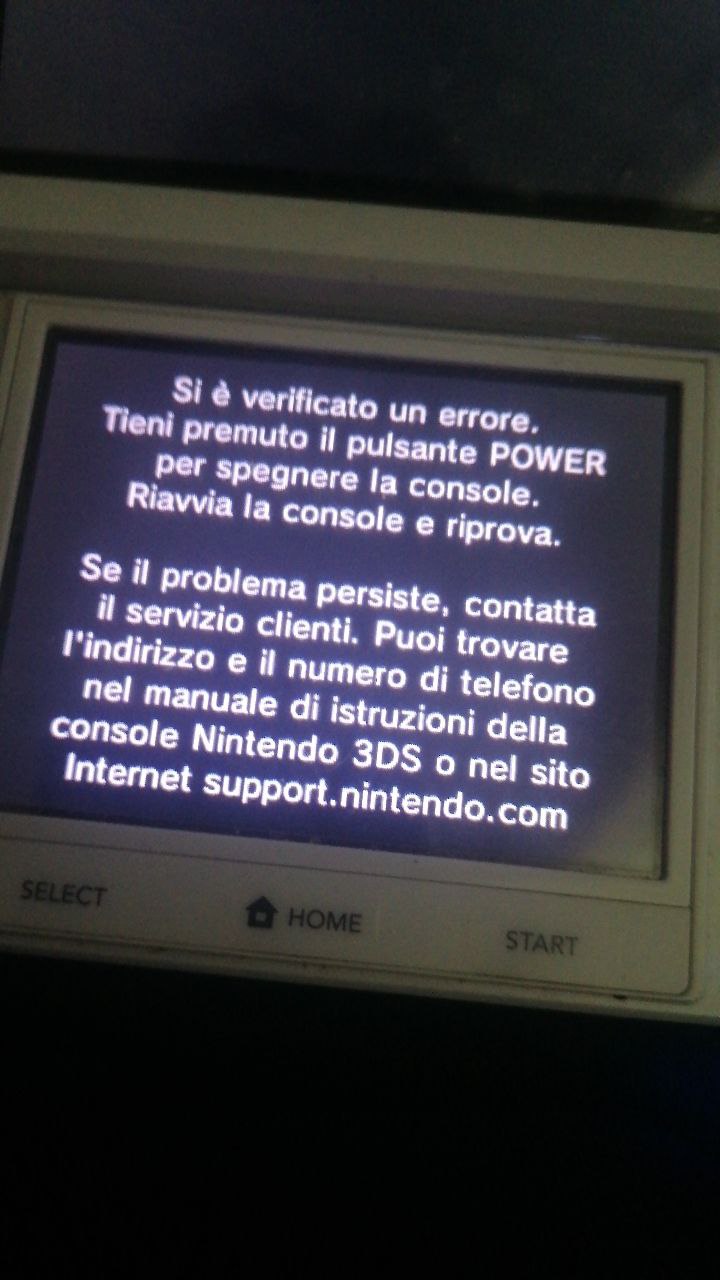 Si è verificato un errore.
Tieni premuto il pulsante POWER
per spegnere la console.
Riavvia la console e riprova.
Se il problema persiste, contatta
il servizio clienti. Puoi trovare
l'indirizzo e il numero di telefono
nel manuale di istruzioni della
console Nintendo 3DS o nel sito
Internet support.nintendo.com
SELECT
HOME
START